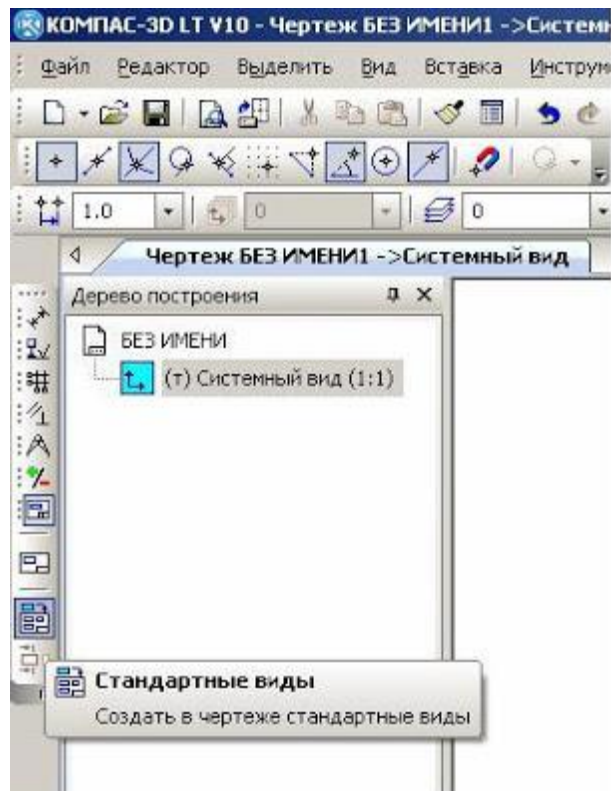 КОМПАС-3D LT V10 - Чертеж БЕЗ ИМЕНИ1 ->Систем
Файл Редактор Выделить Вид Вставка Инструм
1.0 0 0
Чертеж БЕЗ ИМЕНИ1 ->Системный вид
Дерево построения
БЕЗ ИМЕНИ
(т) Системный вид (1:1)
Стандартные виды
Создать в чертеже стандартные виды